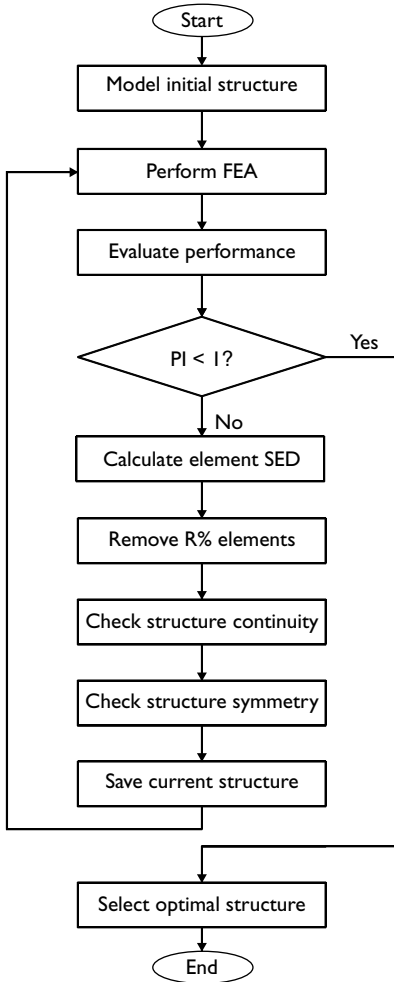 Start
Model initial structure
Perform FEA
Evaluate performance
PI < 1?
Yes
No
Calculate element SED
Remove R% elements
Check structure continuity
Check structure symmetry
Save current structure
Select optimal structure
End